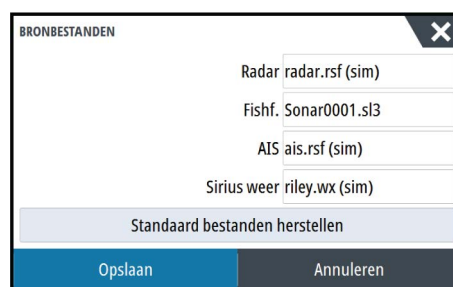 BRONBESTANDEN
Radar radar.rsf (sim)
Fishf. Sonar0001.sl3
AIS ais.rsf (sim)
Sirius weer riley.wx (sim)
Standaard bestanden herstellen
Opslaan Annuleren